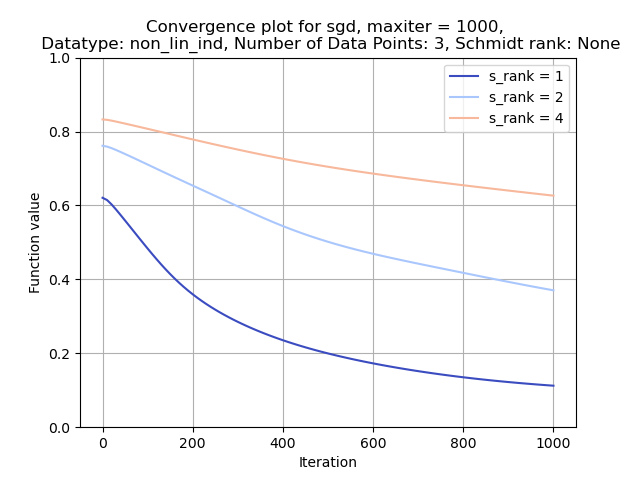 Convergence plot for sgd, maxiter = 1000,
Datatype: non_lin_ind, Number of Data Points: 3, Schmidt rank: None
s_rank = 1
s_rank = 2
s_rank = 4
1.0
0.8
0.6
0.4
0.2
0.0
Function value
0 200 400 600 800 1000
Iteration